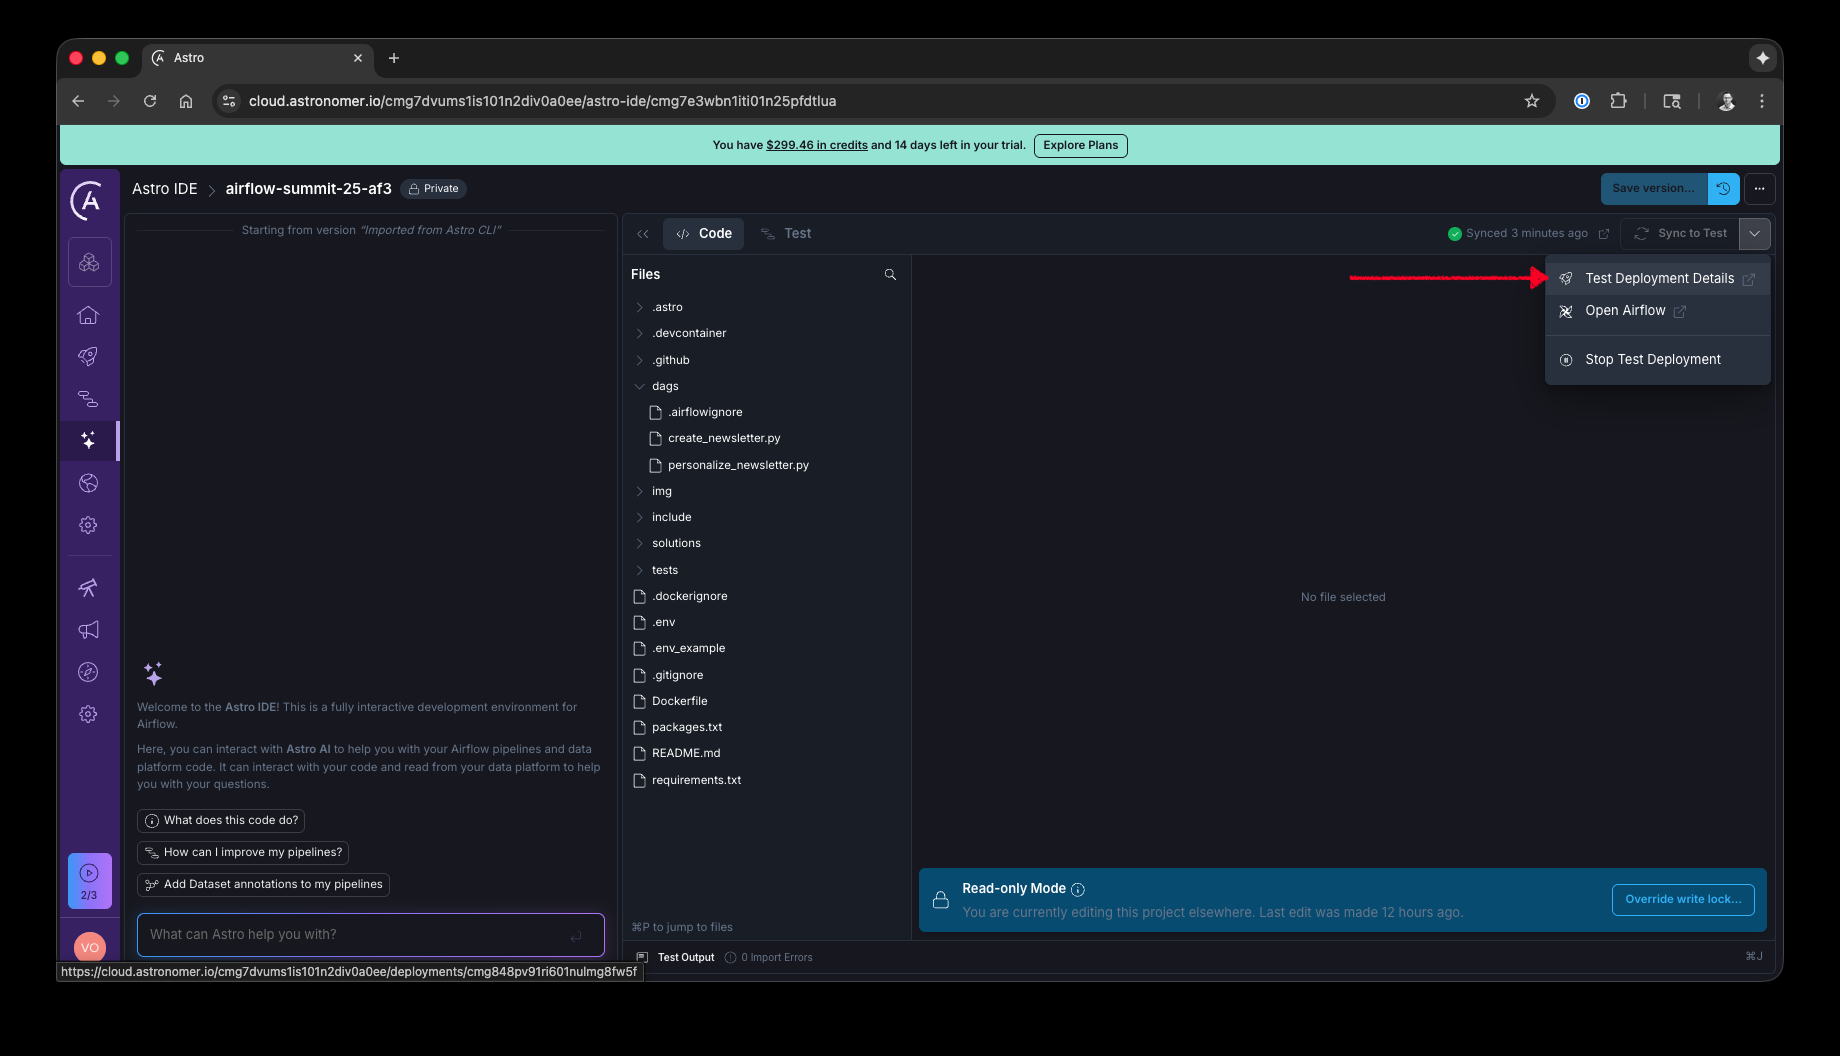 Astro
cloud.astronomer.io/cmg7dvums1is101n2div0a0ee/astro-ide/cmg7e3wbn1iti01n25pfdtlua
You have $299.46 in credits and 14 days left in your trial.
Explore Plans
Astro IDE
airflow-summit-25-af3
Private
Save version...
Starting from version “Imported from Astro CLI”
Code
Test
Synced 3 minutes ago
Sync to Test
Test Deployment Details
Open Airflow
Stop Test Deployment
Files
.astro
.devcontainer
.github
dags
.airflowignore
create_newsletter.py
personalize_newsletter.py
img
include
solutions
tests
.dockerignore
.env
.env_example
.gitignore
Dockerfile
packages.txt
README.md
requirements.txt
⌘P to jump to files
No file selected
Welcome to the Astro IDE! This is a fully interactive development environment for
Airflow.
Here, you can interact with Astro AI to help you with your Airflow pipelines and data
platform code. It can interact with your code and read from your data platform to help
you with your questions.
What does this code do?
How can I improve my pipelines?
Add Dataset annotations to my pipelines
What can Astro help you with?
2/3
VO
Read-only Mode
You are currently editing this project elsewhere. Last edit was made 12 hours ago.
Override write lock...
Test Output
0 Import Errors
⌘J
https://cloud.astronomer.io/cmg7dvums1is101n2div0a0ee/deployments/cmg848pv91ri601nulmg8fw5f